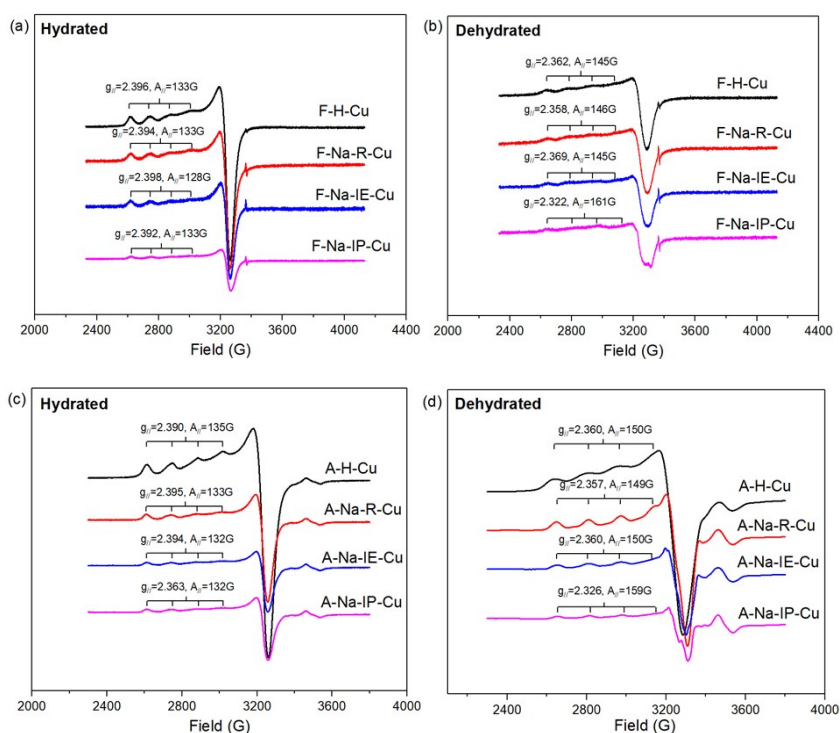 (a) Hydrated
g//=2.396, A//=133G
F-H-Cu
g//=2.394, A//=133G
F-Na-R-Cu
g//=2.398, A//=128G
F-Na-IE-Cu
g//=2.392, A//=133G
F-Na-IP-Cu
2000 2400 2800 3200 3600 4000 4400
Field (G)
(b) Dehydrated
g//=2.362, A//=145G
F-H-Cu
g//=2.358, A//=146G
F-Na-R-Cu
g//=2.369, A//=145G
F-Na-IE-Cu
g//=2.322, A//=161G
F-Na-IP-Cu
2000 2400 2800 3200 3600 4000 4400
Field (G)
(c) Hydrated
g//=2.390, A//=135G
A-H-Cu
g//=2.395, A//=133G
A-Na-R-Cu
g//=2.394, A//=132G
A-Na-IE-Cu
g//=2.363, A//=132G
A-Na-IP-Cu
2000 2400 2800 3200 3600 4000
Field (G)
(d) Dehydrated
g//=2.360, A//=150G
A-H-Cu
g//=2.357, A//=149G
A-Na-R-Cu
g//=2.360, A//=150G
A-Na-IE-Cu
g//=2.326, A//=159G
A-Na-IP-Cu
2000 2400 2800 3200 3600 4000
Field (G)